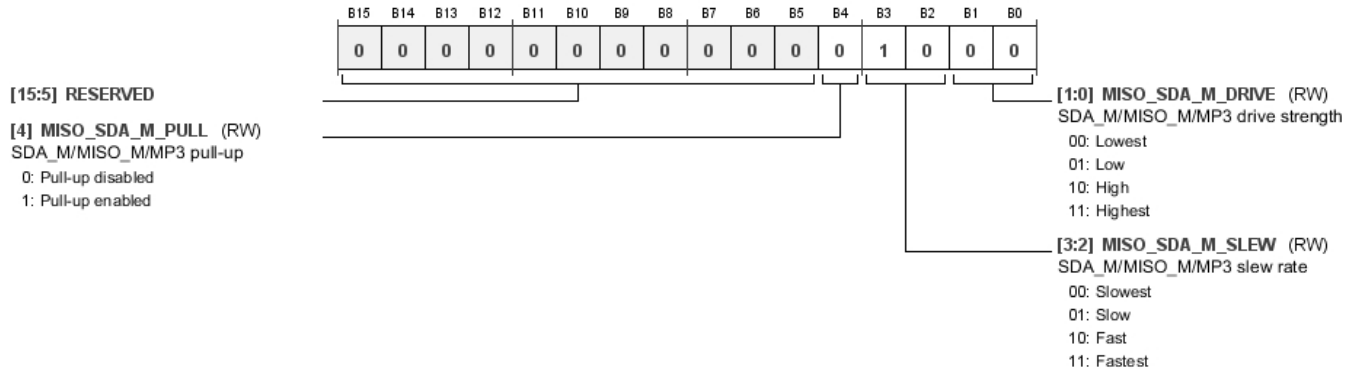 B15 B14 B13 B12 B11 B10 B9 B8 B7 B6 B5 B4 B3 B2 B1 B0
0 0 0 0 0 0 0 0 0 0 0 0 1 0 0 0
[15:5] RESERVED
[4] MISO_SDA_M_PULL (RW)
SDA_M/MISO_M/MP3 pull-up
0: Pull-up disabled
1: Pull-up enabled
[1:0] MISO_SDA_M_DRIVE (RW)
SDA_M/MISO_M/MP3 drive strength
00: Lowest
01: Low
10: High
11: Highest
[3:2] MISO_SDA_M_SLEW (RW)
SDA_M/MISO_M/MP3 slew rate
00: Slowest
01: Slow
10: Fast
11: Fastest